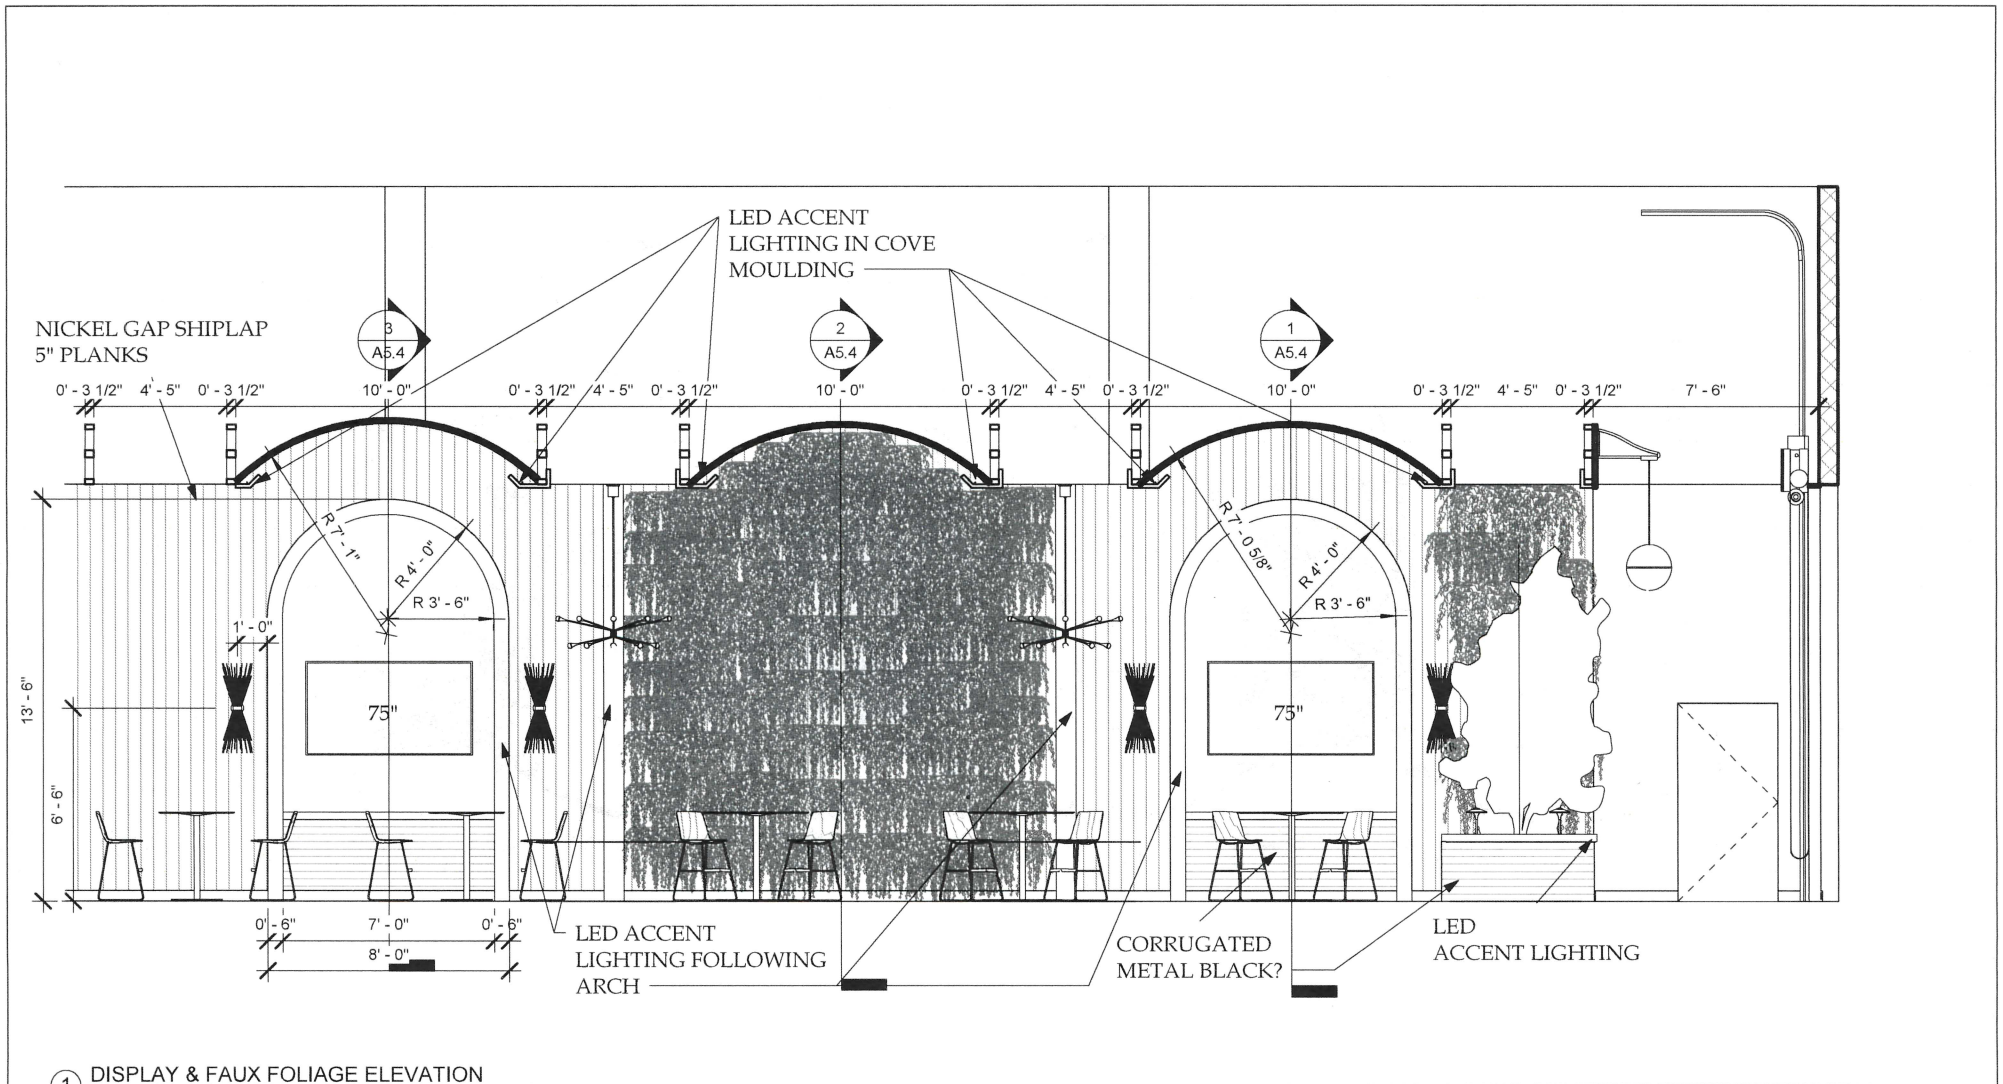 LED ACCENT
LIGHTING IN COVE
MOULDING
NICKEL GAP SHIPLAP
5" PLANKS
3
A5.4
2
A5.4
1
A5.4
0' - 3 1/2" 4' - 5" 0' - 3 1/2" 10' - 0" 0' - 3 1/2" 4' - 5" 0' - 3 1/2" 10' - 0" 0' - 3 1/2" 4' - 5" 0' - 3 1/2" 10' - 0" 0' - 3 1/2" 4' - 5" 0' - 3 1/2" 7' - 6"
R 7' - 1"
R 4' - 0"
R 3' - 6"
R 7' - 0 5/8"
R 4' - 0"
R 3' - 6"
1' - 0"
13' - 6"
6' - 6"
75"
75"
0' - 6" 7' - 0" 0' - 6"
8' - 0"
LED ACCENT
LIGHTING FOLLOWING
ARCH
CORRUGATED
METAL BLACK?
LED
ACCENT LIGHTING
1 DISPLAY & FAUX FOLIAGE ELEVATION